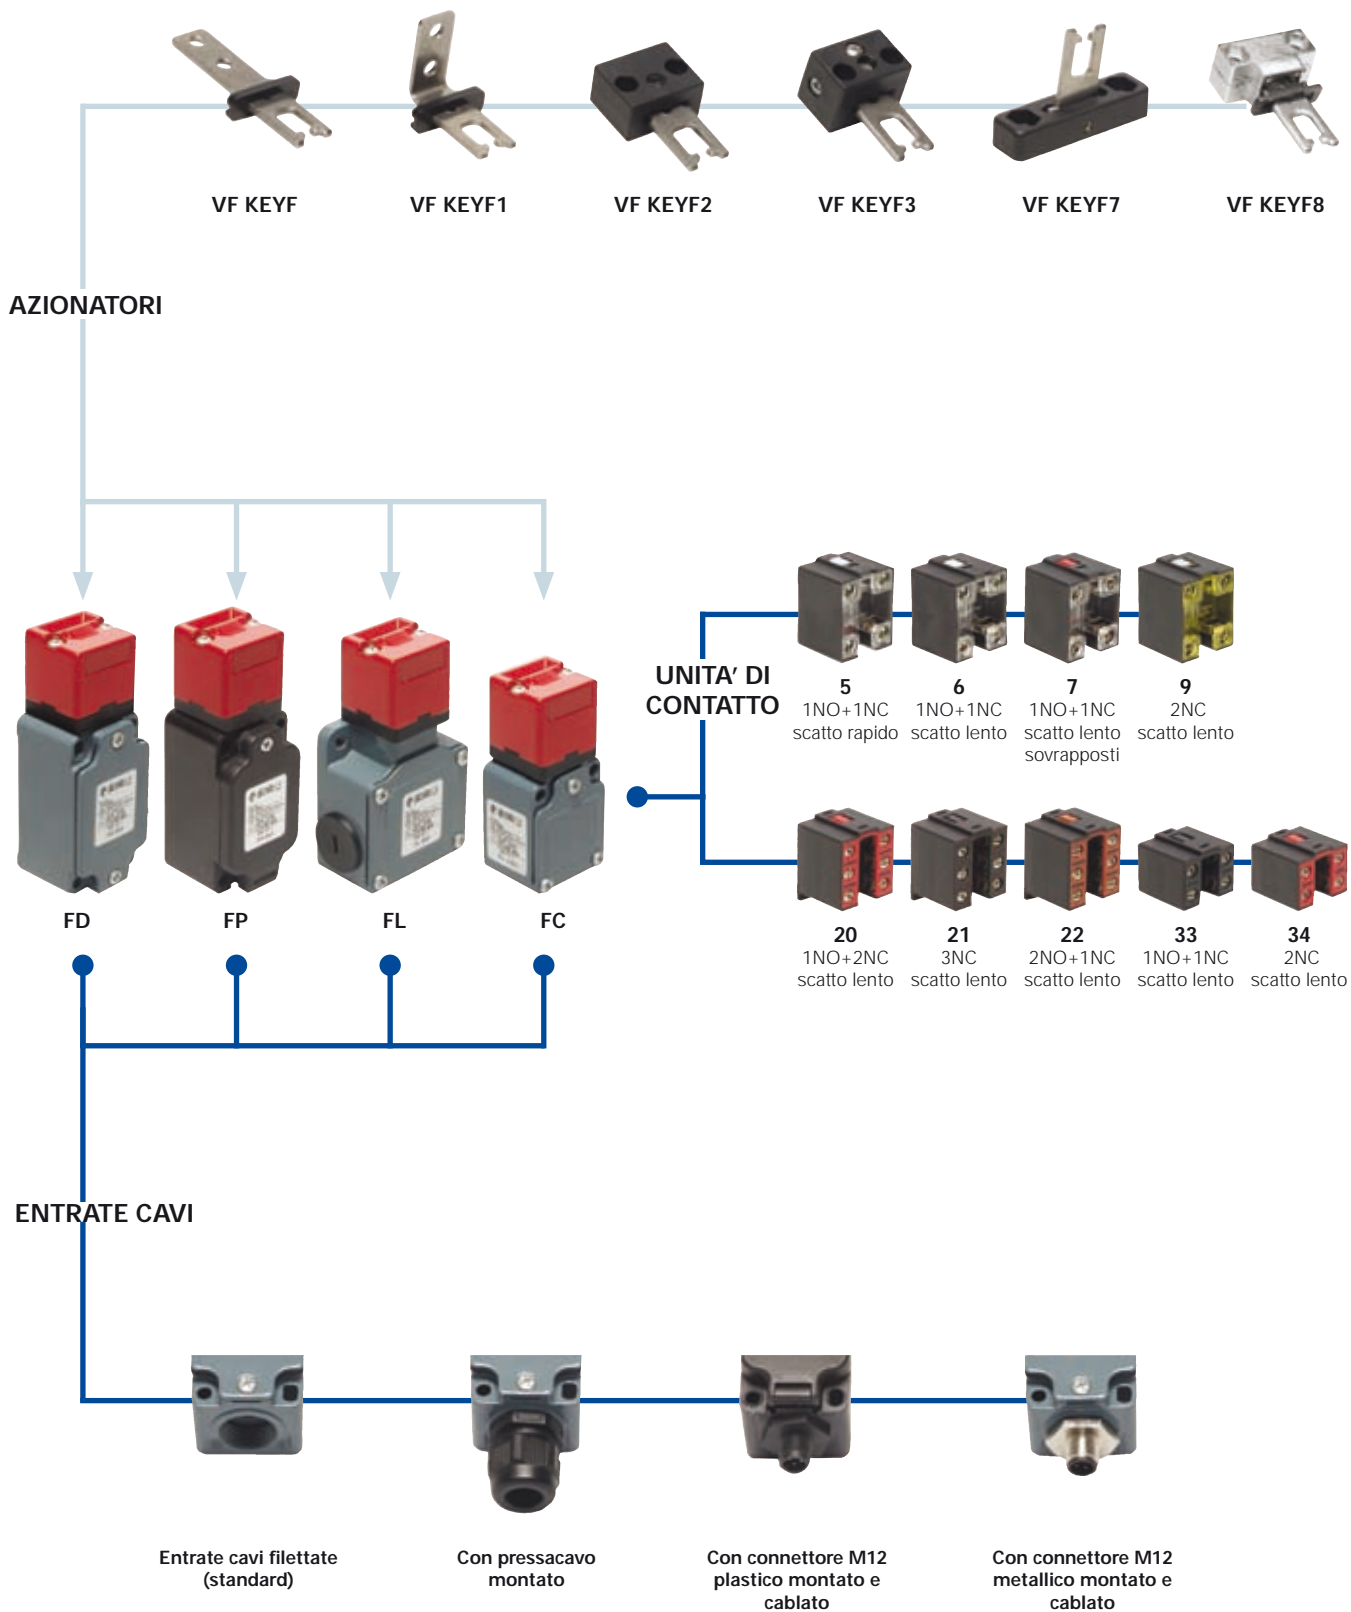 VF KEYF
VF KEYF1
VF KEYF2
VF KEYF3
VF KEYF7
VF KEYF8
AZIONATORI
UNITA' DI
CONTATTO
5
1NO+1NC
scatto rapido
6
1NO+1NC
scatto lento
7
1NO+1NC
scatto lento
sovrapposti
9
2NC
scatto lento
20
1NO+2NC
scatto lento
21
3NC
scatto lento
22
2NO+1NC
scatto lento
33
1NO+1NC
scatto lento
34
2NC
scatto lento
FD
FP
FL
FC
ENTRATE CAVI
Entrate cavi filettate
(standard)
Con pressacavo
montato
Con connettore M12
plastico montato e
cablato
Con connettore M12
metallico montato e
cablato